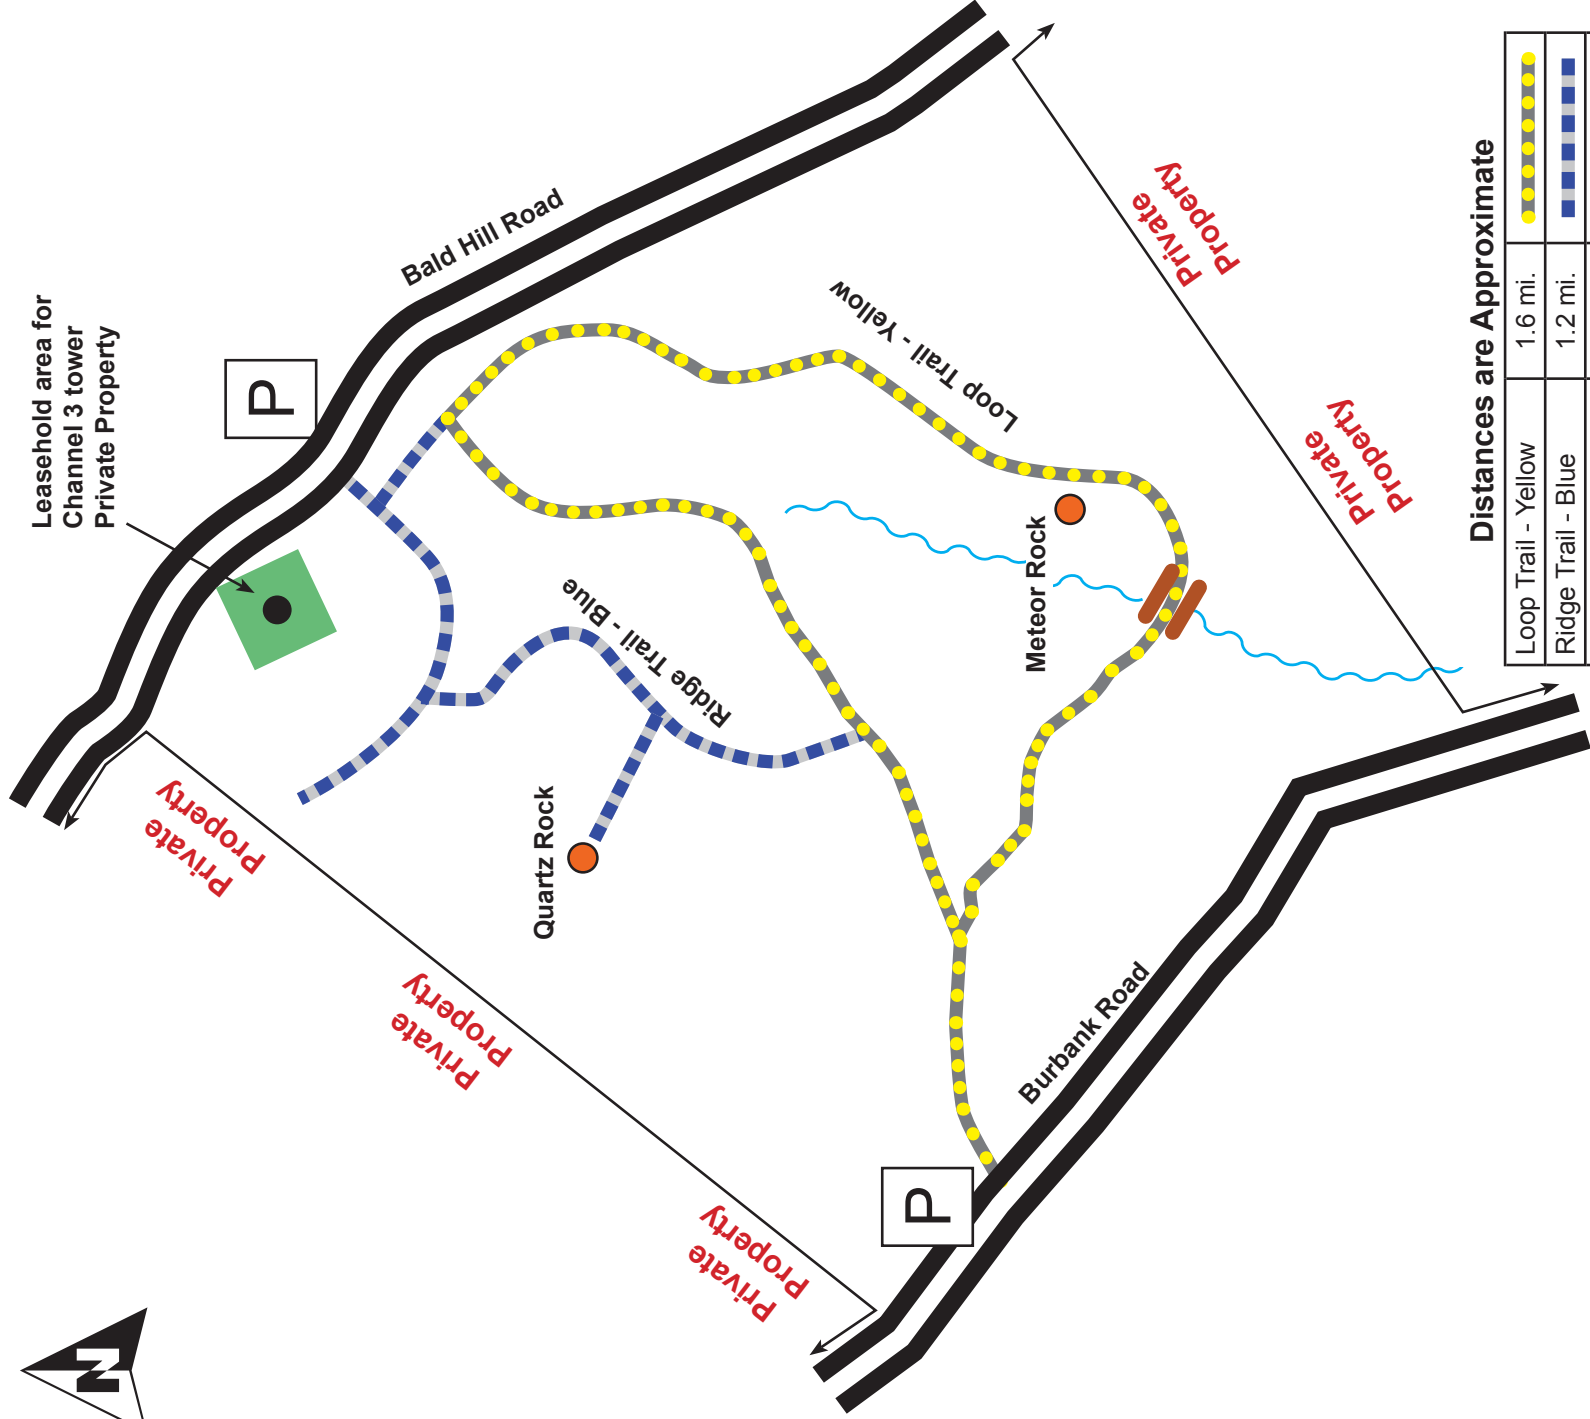 Leasehold area for
Channel 3 tower
Private Property
P
Bald Hill Road
Loop Trail - Yellow
Ridge Trail - Blue
Quartz Rock
Meteor Rock
Burbank Road
P
Private
Property
Private
Property
Private
Property
Private
Property
Private
Property
N
Distances are Approximate
Loop Trail - Yellow 1.6 mi.
Ridge Trail - Blue 1.2 mi.